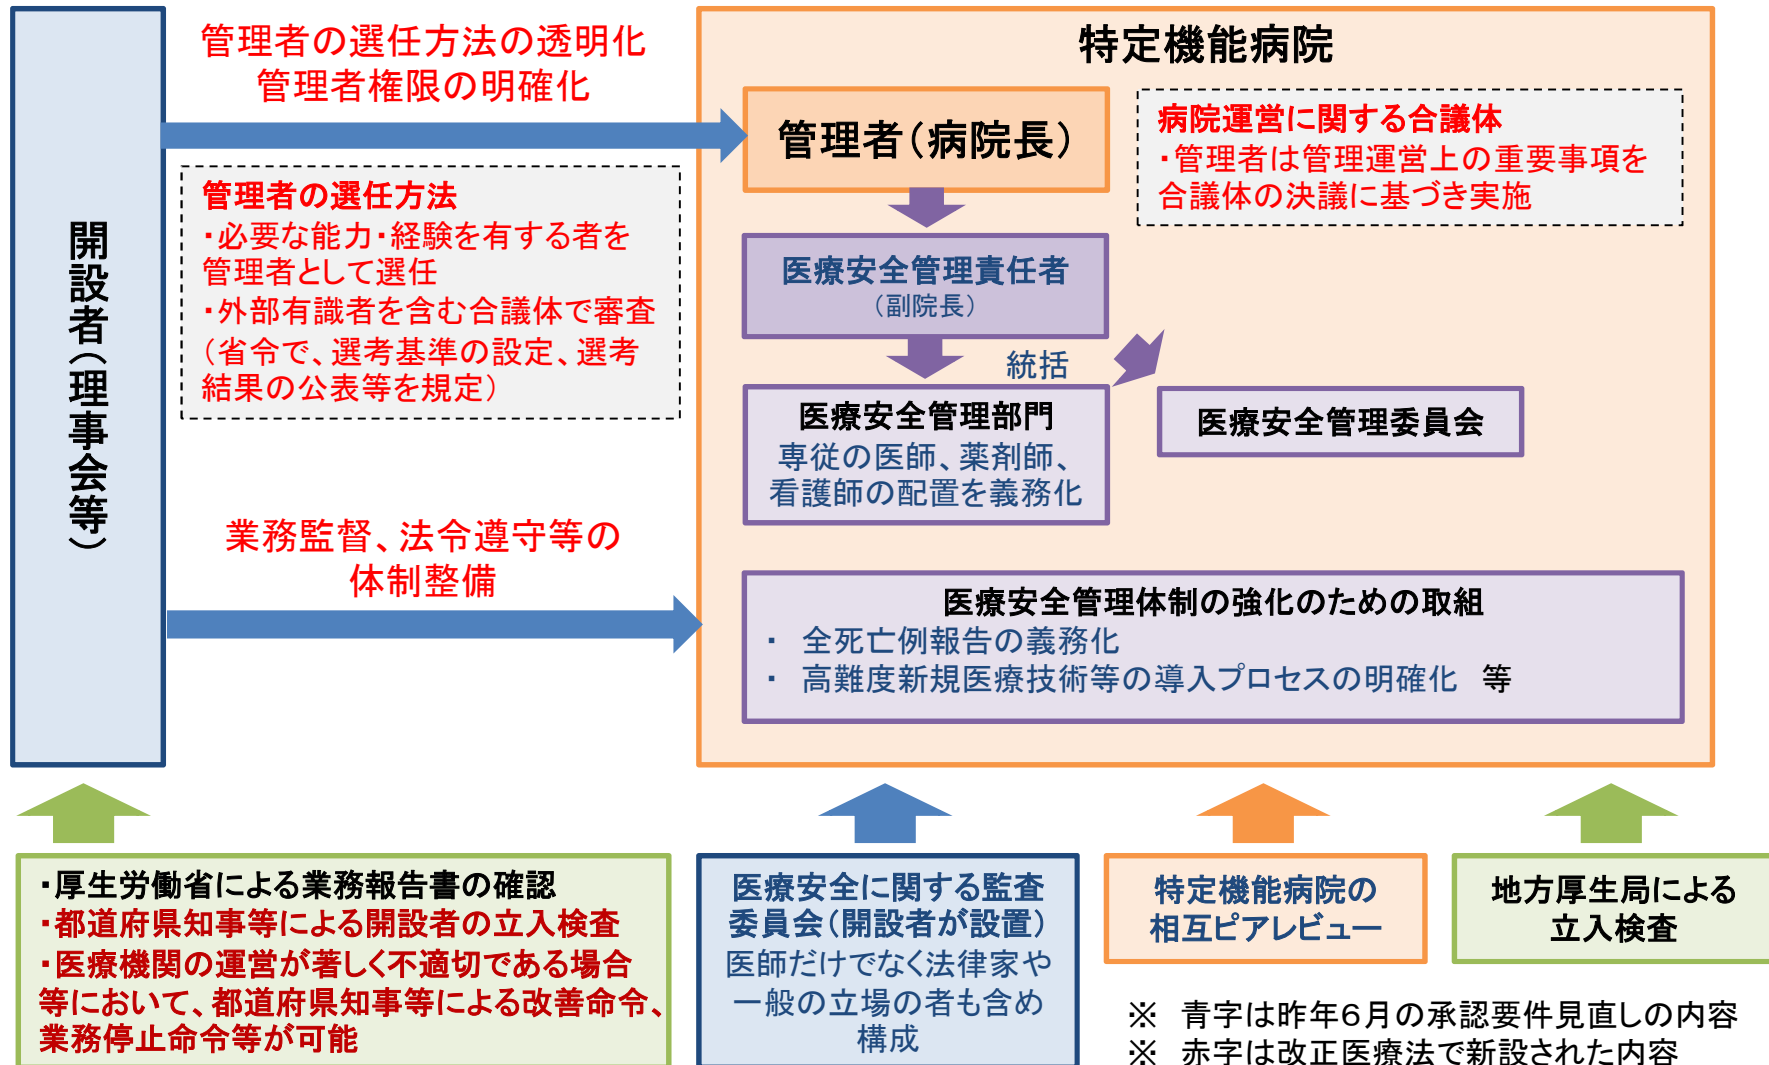 管理者の選任方法の透明化
管理者権限の明確化
開設者（理事会等）
管理者の選任方法
・必要な能力・経験を有する者を
管理者として選任
・外部有識者を含む合議体で審査
（省令で、選考基準の設定、選考
結果の公表等を規定）
業務監督、法令遵守等の
体制整備
特定機能病院
管理者（病院長）
病院運営に関する合議体
・管理者は管理運営上の重要事項を
合議体の決議に基づき実施
医療安全管理責任者
（副院長）
統括
医療安全管理部門
専従の医師、薬剤師、
看護師の配置を義務化
医療安全管理委員会
医療安全管理体制の強化のための取組
・ 全死亡例報告の義務化
・ 高難度新規医療技術等の導入プロセスの明確化 等
・厚生労働省による業務報告書の確認
・都道府県知事等による開設者の立入検査
・医療機関の運営が著しく不適切である場合
等において、都道府県知事等による改善命令、
業務停止命令等が可能
医療安全に関する監査
委員会（開設者が設置）
医師だけでなく法律家や
一般の立場の者も含め
構成
特定機能病院の
相互ピアレビュー
地方厚生局による
立入検査
※ 青字は昨年６月の承認要件見直しの内容
※ 赤字は改正医療法で新設された内容